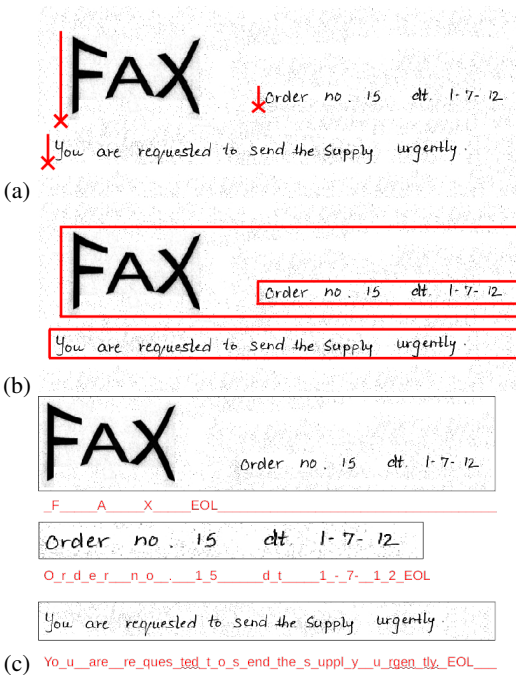 FAX
Order no. 15 dt. 1-7-12
You are requested to send the supply urgently.
(a)
FAX
Order no. 15 dt. 1-7-12
You are requested to send the supply urgently.
(b)
FAX
Order no. 15 dt. 1-7-12
_F_____A_____X_____EOL
Order no. 15 dt. 1-7-12
O_r_d_e_r__n_o__.___1_5______d_t_____1_-_7-__1_2_EOL
You are requested to send the supply urgently.
(c) Yo_u__are__re_ques_ted_t_o_s_end_the_s_uppl_y__u_rgen_tly._EOL___